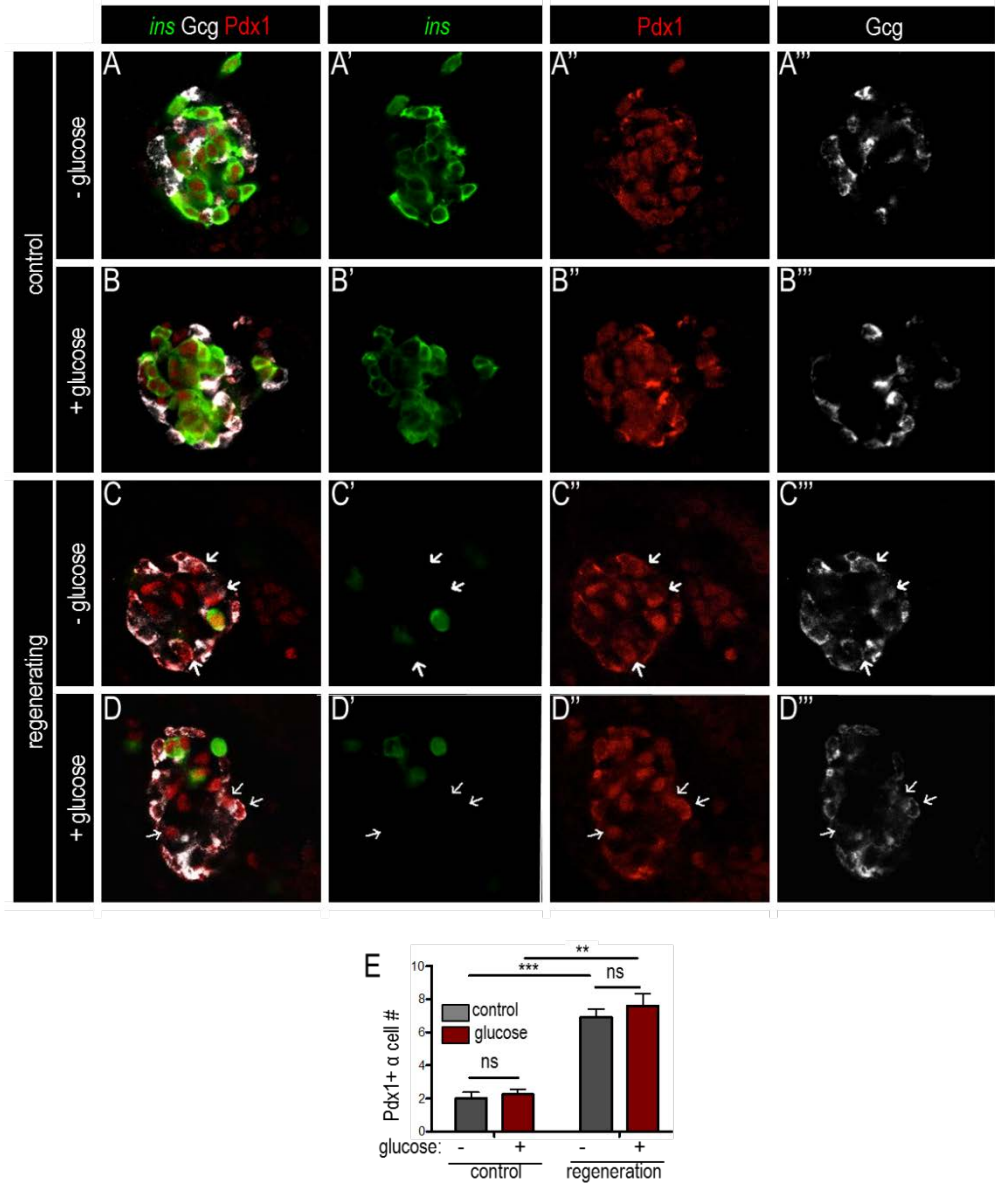 ins Gcg Pdx1 ins Pdx1 Gcg
control
- glucose
A A' A'' A'''
+ glucose
B B' B'' B'''
regenerating
- glucose
C C' C'' C'''
+ glucose
D D' D'' D'''
E
**
***
ns
10
8
6
4
2
0
Pdx1+ α cell #
control
glucose
ns
glucose: - + - +
control regeneration